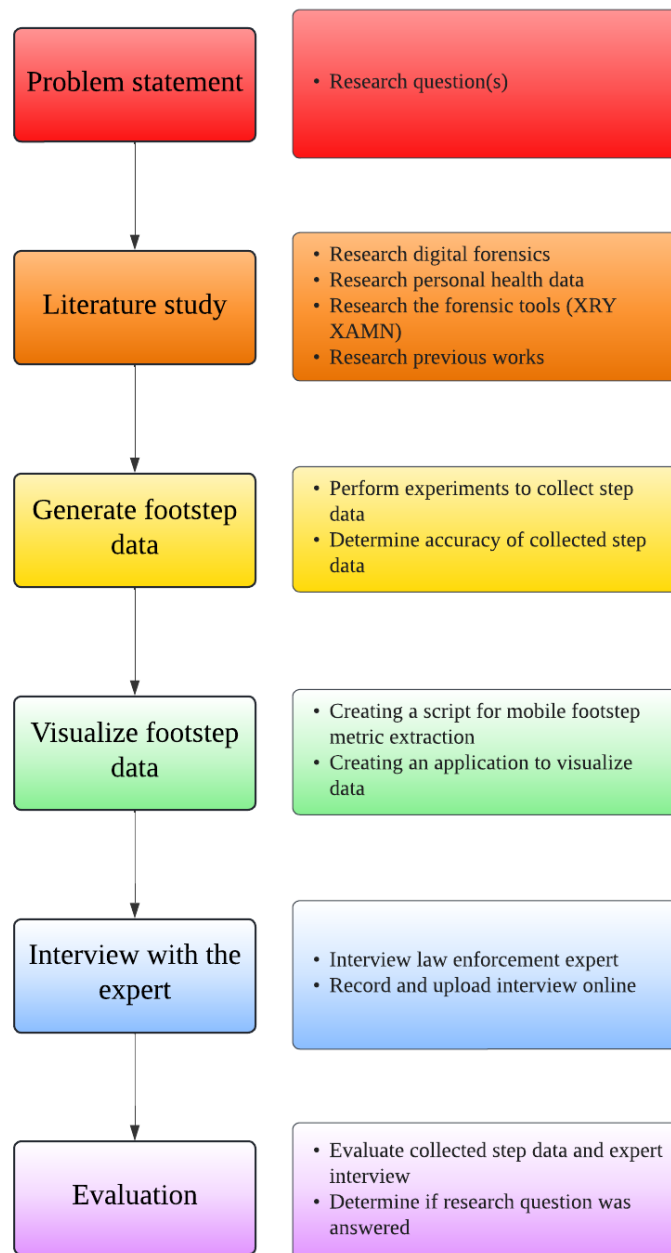 Problem statement
• Research question(s)
Literature study
• Research digital forensics
• Research personal health data
• Research the forensic tools (XRY
XAMN)
• Research previous works
Generate footstep
data
• Perform experiments to collect step
data
• Determine accuracy of collected step
data
Visualize footstep
data
• Creating a script for mobile footstep
metric extraction
• Creating an application to visualize
data
Interview with the
expert
• Interview law enforcement expert
• Record and upload interview online
Evaluation
• Evaluate collected step data and expert
interview
• Determine if research question was
answered